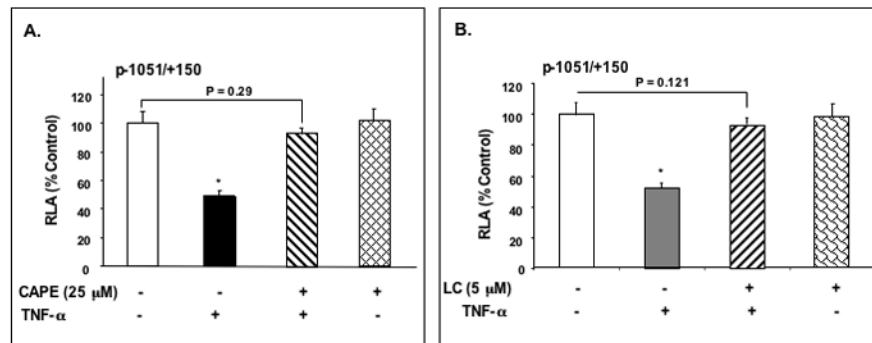 A.
p-1051/+150
P = 0.29
120
100
80
60
40
20
0
RLA (% Control)
*
CAPE (25 μM) - - + +
TNF-α - + + -
B.
p-1051/+150
P = 0.121
120
100
80
60
40
20
0
RLA (% Control)
*
LC (5 μM) - - + +
TNF-α - + + -